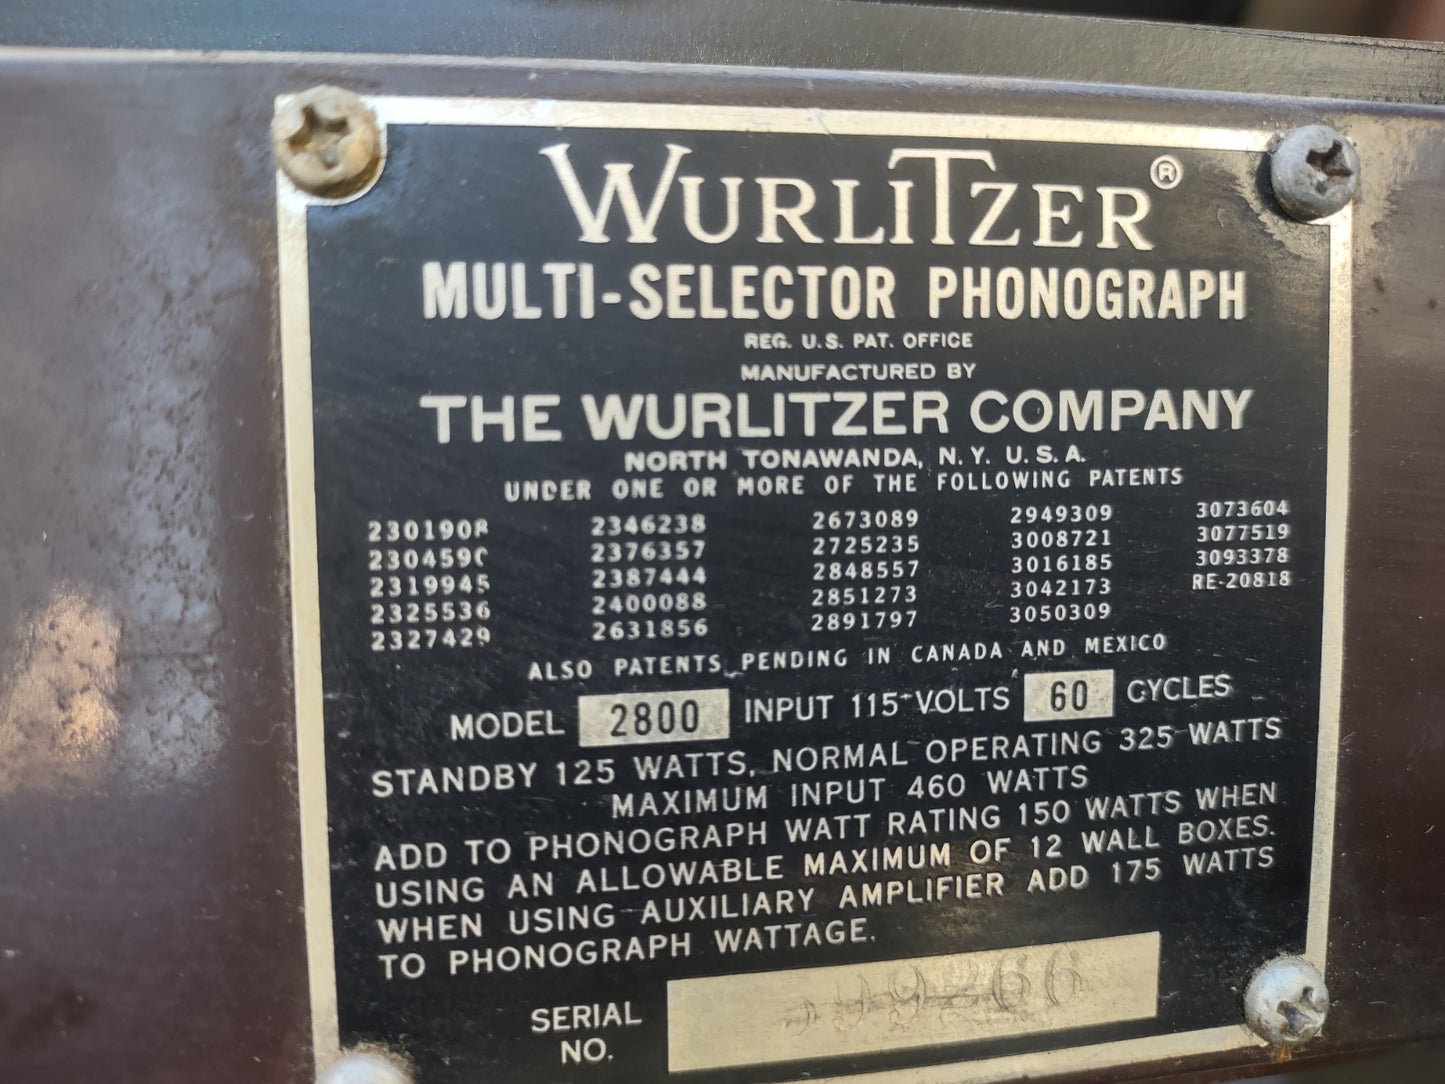 WURLITZER®
MULTI-SELECTOR PHONOGRAPH
REG. U.S. PAT. OFFICE
MANUFACTURED BY
THE WURLITZER COMPANY
NORTH TONAWANDA, N.Y. U.S.A.
UNDER ONE OR MORE OF THE FOLLOWING PATENTS
2301908 2346238 2673089 2949309 3073604
2304590 2376357 2725235 3008721 3077519
2319945 2387444 2848557 3016185 3093378
2325536 2400088 2851273 3042173 RE-20818
2327429 2631856 2891797 3050309
ALSO PATENTS PENDING IN CANADA AND MEXICO
MODEL 2800 INPUT 115 VOLTS 60 CYCLES
STANDBY 125 WATTS, NORMAL OPERATING 325 WATTS
MAXIMUM INPUT 460 WATTS
ADD TO PHONOGRAPH WATT RATING 150 WATTS WHEN
USING AN ALLOWABLE MAXIMUM OF 12 WALL BOXES.
WHEN USING AUXILIARY AMPLIFIER ADD 175 WATTS
TO PHONOGRAPH WATTAGE.
SERIAL
NO.